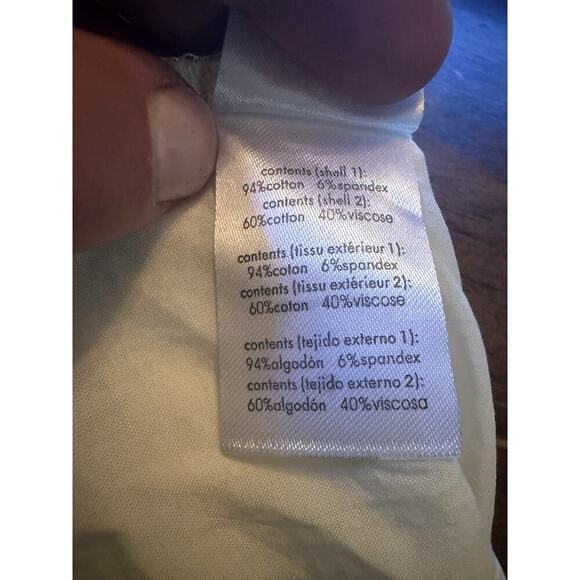 contents (shell 1):
94%cotton 6%spandex
contents (shell 2):
60%cotton 40%viscose
contents (tissu extérieur 1):
94%coton 6%spandex
contents (tissu extérieur 2):
60%coton 40%viscose
contents (tejido externo 1):
94%algodón 6%spandex
contents (tejido externo 2):
60%algodón 40%viscosa